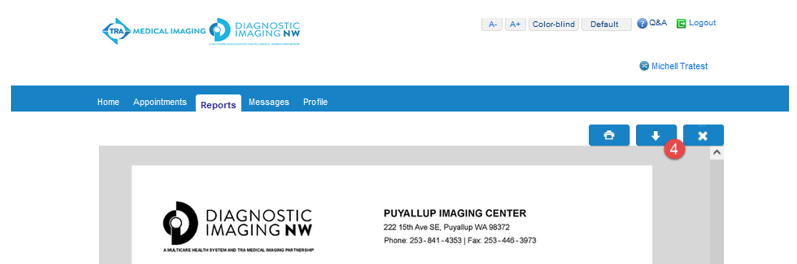 A- A+ Color-blind Default Q&A Logout
TRA MEDICAL IMAGING DIAGNOSTIC IMAGING NW
Michell Tratest
Home Appointments Reports Messages Profile
4
DIAGNOSTIC
IMAGING NW
A MULTICARE HEALTH SYSTEM AND TRA MEDICAL IMAGING PARTNERSHIP
PUYALLUP IMAGING CENTER
222 15th Ave SE, Puyallup WA 98372
Phone: 253-841-4353 | Fax: 253-446-3973